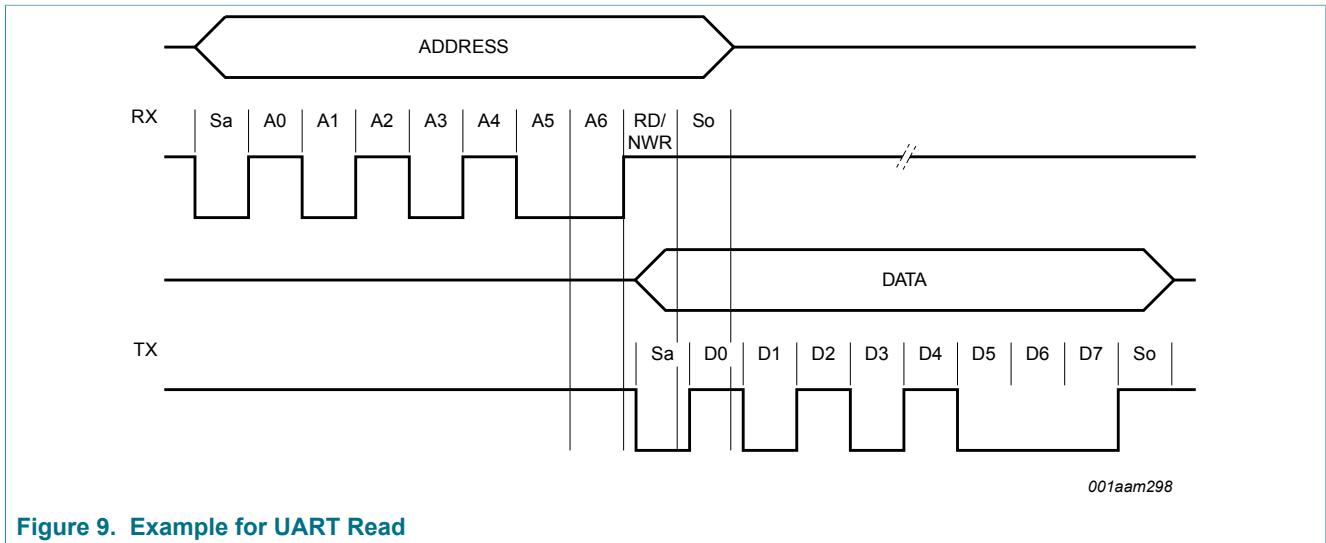 ADDRESS
RX
Sa A0 A1 A2 A3 A4 A5 A6 RD/ So
NWR
DATA
TX
Sa D0 D1 D2 D3 D4 D5 D6 D7 So
001aam298
Figure 9. Example for UART Read